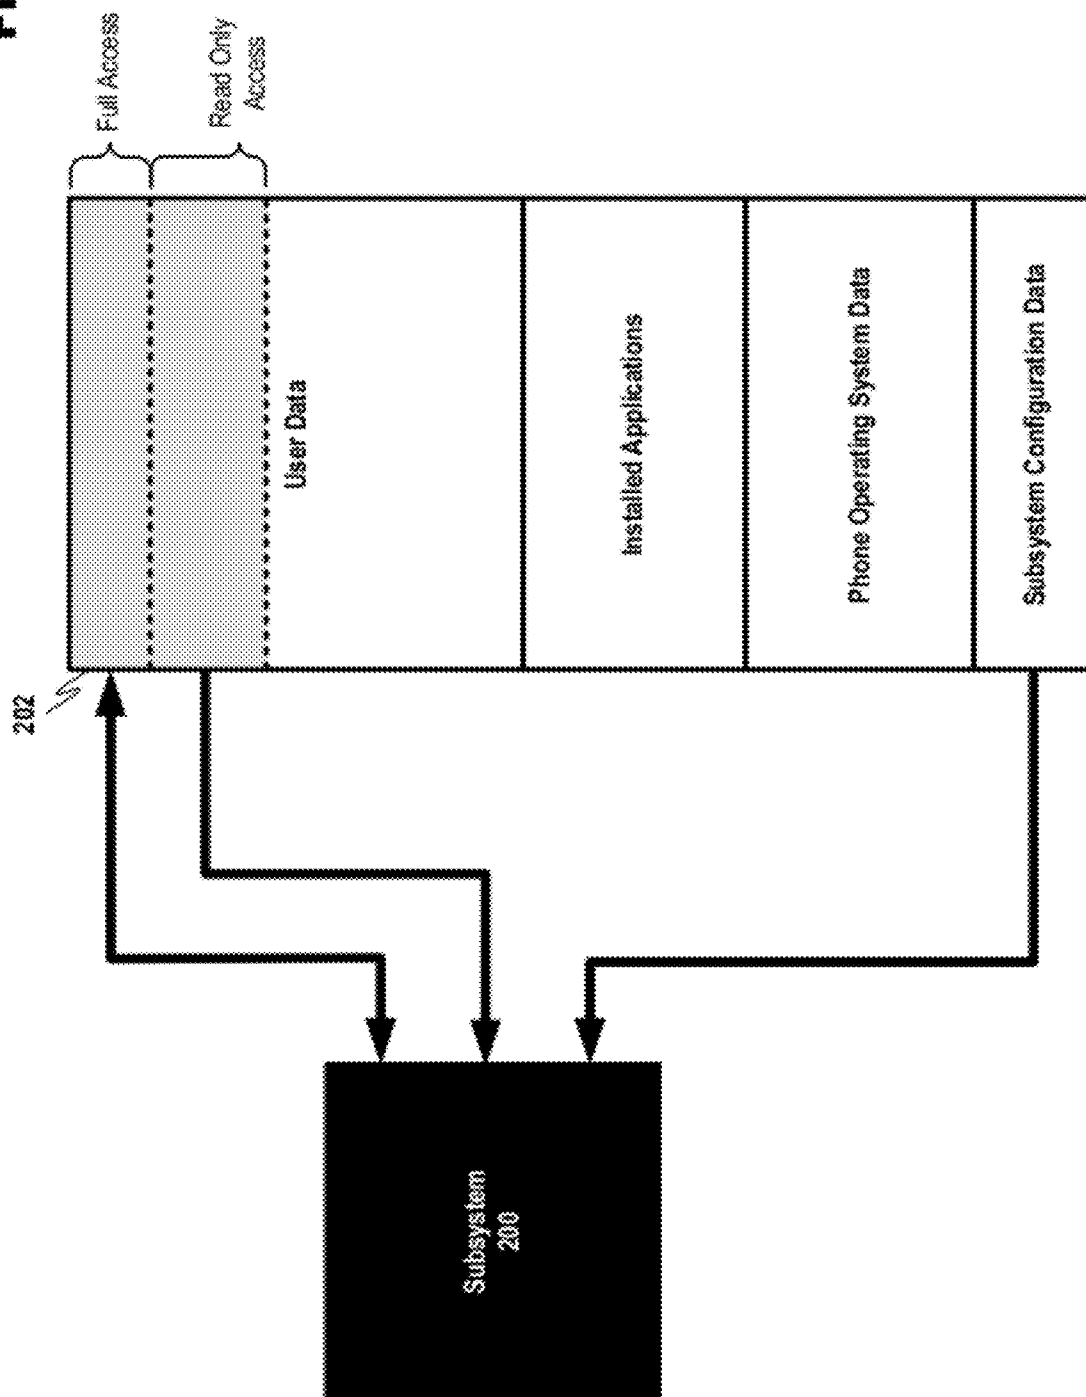 202
Full Access
Read Only
Access
User Data
Installed Applications
Phone Operating System Data
Subsystem Configuration Data
Subsystem
200